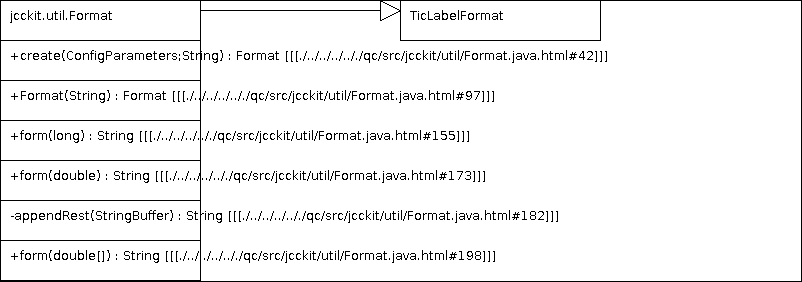 jcckit.util.Format
TicLabelFormat
+create(ConfigParameters;String) : Format [[[./../../../../../qc/src/jcckit/util/Format.java.html#42]]]
+Format(String) : Format [[[./../../../../../qc/src/jcckit/util/Format.java.html#97]]]
+form(long) : String [[[./../../../../../qc/src/jcckit/util/Format.java.html#155]]]
+form(double) : String [[[./../../../../../qc/src/jcckit/util/Format.java.html#173]]]
-appendRest(StringBuffer) : String [[[./../../../../../qc/src/jcckit/util/Format.java.html#182]]]
+form(double[]) : String [[[./../../../../../qc/src/jcckit/util/Format.java.html#198]]]